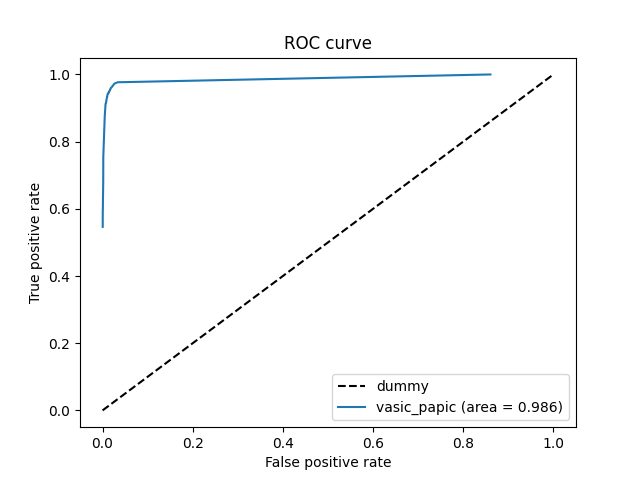 ROC curve
1.0
0.8
0.6
0.4
0.2
0.0
True positive rate
dummy
vasic_papic (area = 0.986)
0.0 0.2 0.4 0.6 0.8 1.0
False positive rate